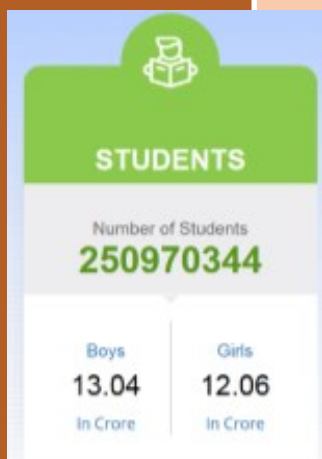 STUDENTS
Number of Students
250970344
Boys Girls
13.04 12.06
In Crore In Crore